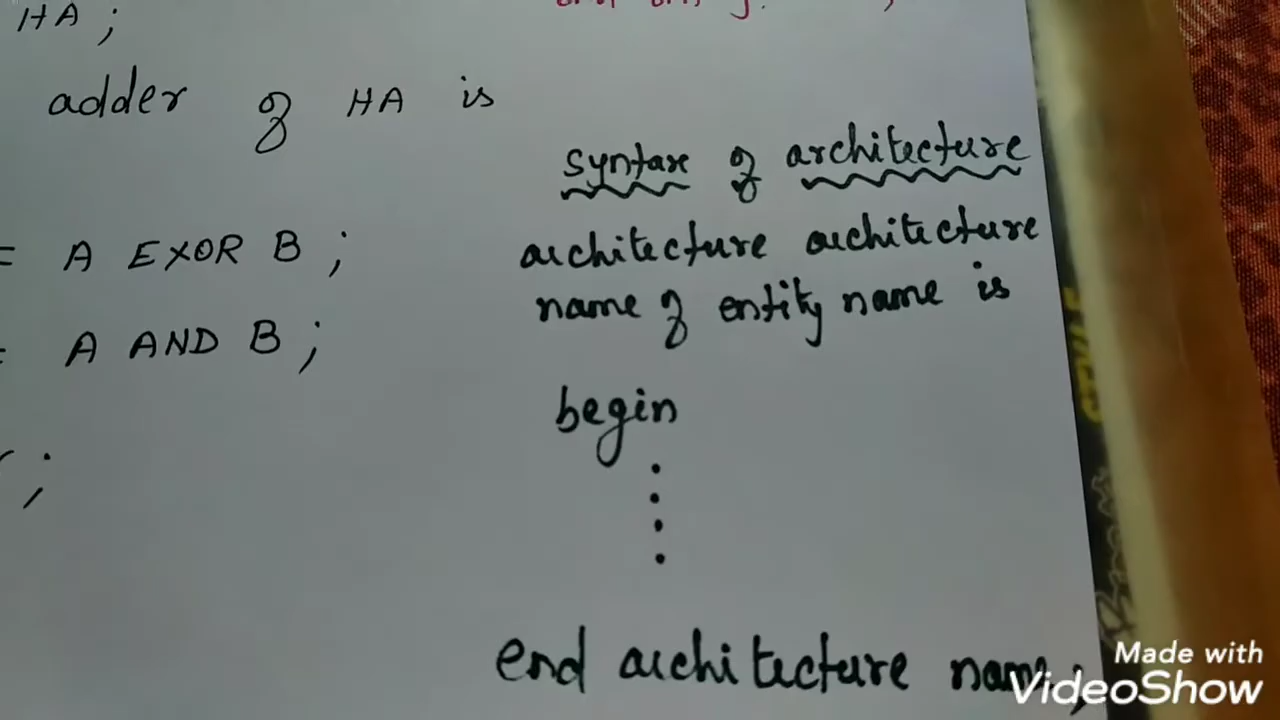 HA ;
adder of HA is
= A EXOR B ;
= A AND B ;
;
syntax of architecture
architecture architecture
name of entity name is
begin
end architecture name;
Made with
VideoShow